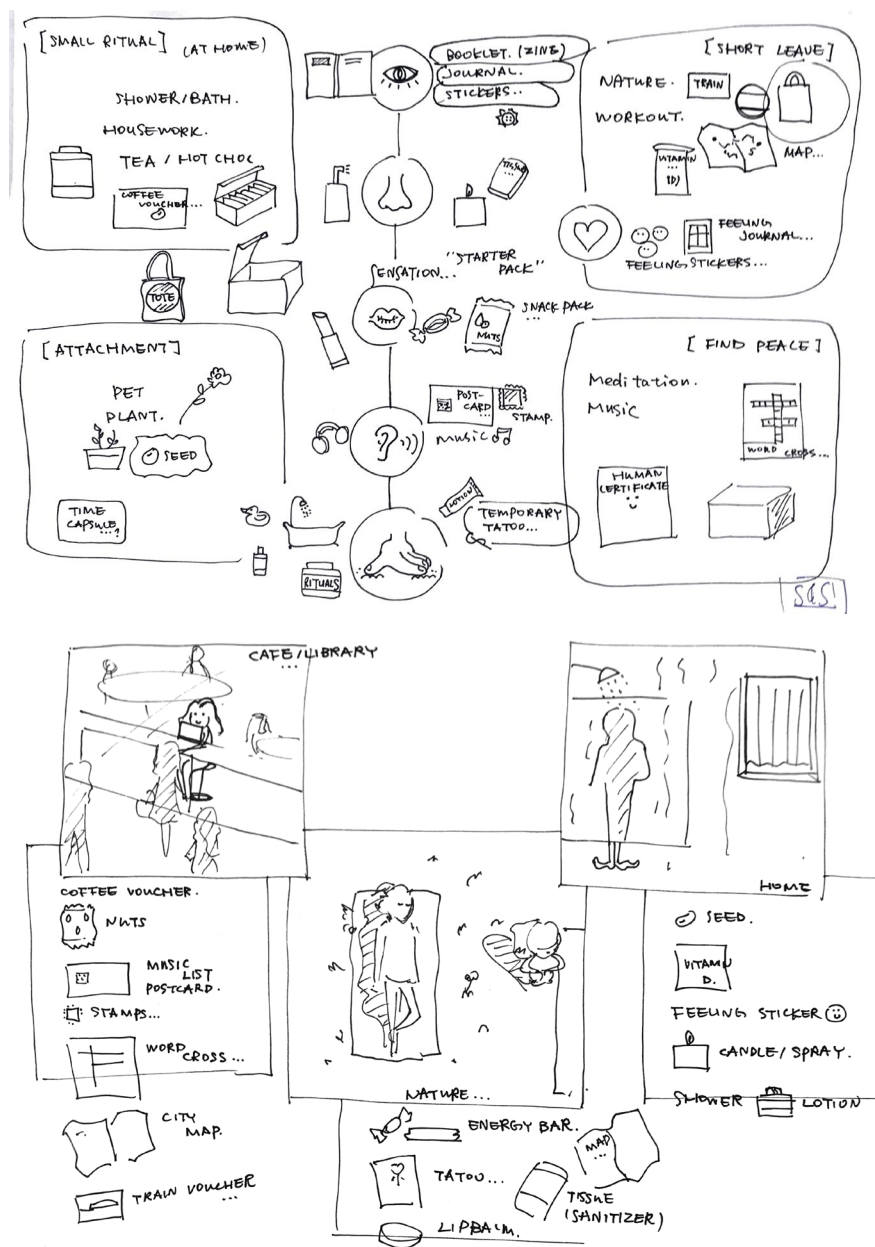 [SMALL RITUAL]
(AT HOME)
SHOWER/BATH.
HOUSEWORK.
TEA / HOT CHOC
COFFEE
VOUCHER...
TOTE
BOOKLET. (ZINE)
JOURNAL.
STICKERS..
TISSUE
...
ENSATION... "STARTER
PACK"
SNACK PACK
...
NUTS
POST-
CARD
...
STAMP.
MUSIC
LOTION
TEMPORARY
TATOO...
RITUALS
[SHORT LEAVE]
NATURE.
TRAIN
WORKOUT.
VITAMIN
... (D)
MAP...
FEELING
JOURNAL...
FEELING STICKERS...
[ATTACHMENT]
PET
PLANT.
SEED
TIME
CAPSULE
...?
[FIND PEACE]
Meditation.
Music
WORD CROSS...
HUMAN
CERTIFICATE
CAFE/LIBRARY
...
COFFEE VOUCHER.
NUTS
MUSIC
LIST
POSTCARD.
STAMPS...
WORD
CROSS...
CITY
MAP.
TRAIN VOUCHER
...
NATURE...
ENERGY BAR.
TATOU...
LIPBALM.
MAP
...
TISSUE
(SANITIZER)
HOME
SEED.
VITAMIN
D.
FEELING STICKER
CANDLE/SPRAY.
SHOWER LOTION